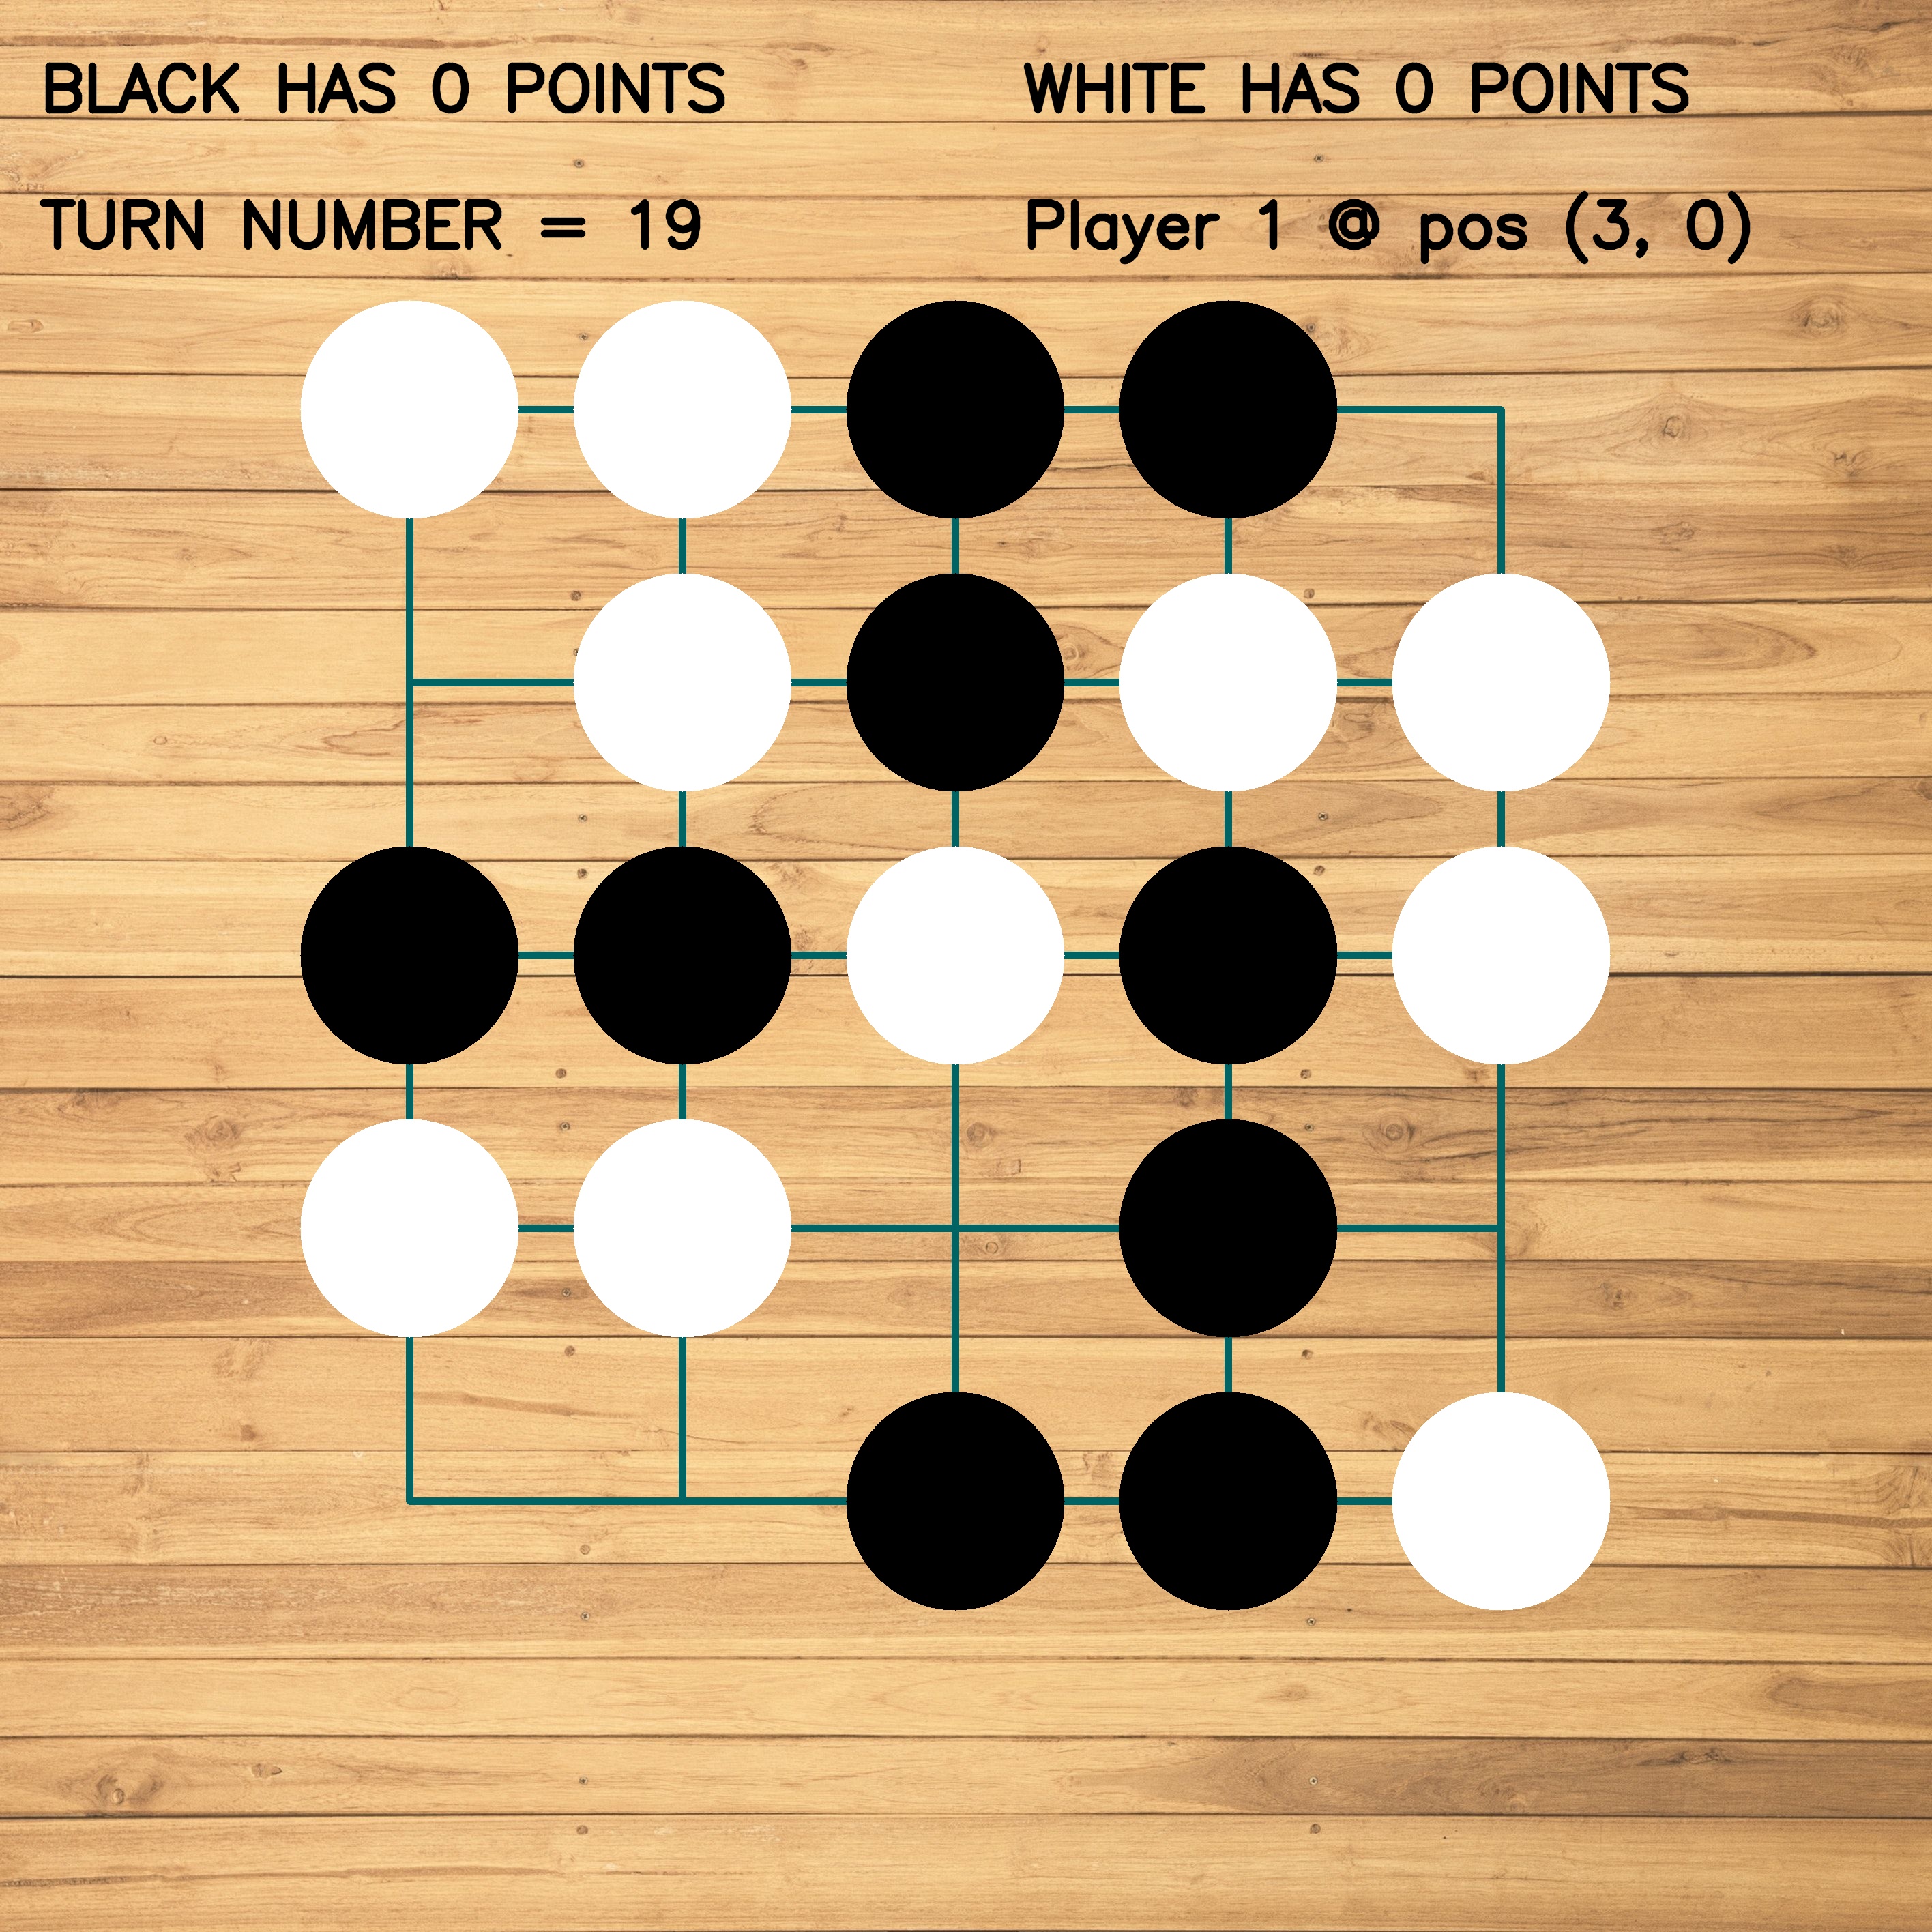 BLACK HAS 0 POINTS
WHITE HAS 0 POINTS
TURN NUMBER = 19
Player 1 @ pos (3, 0)